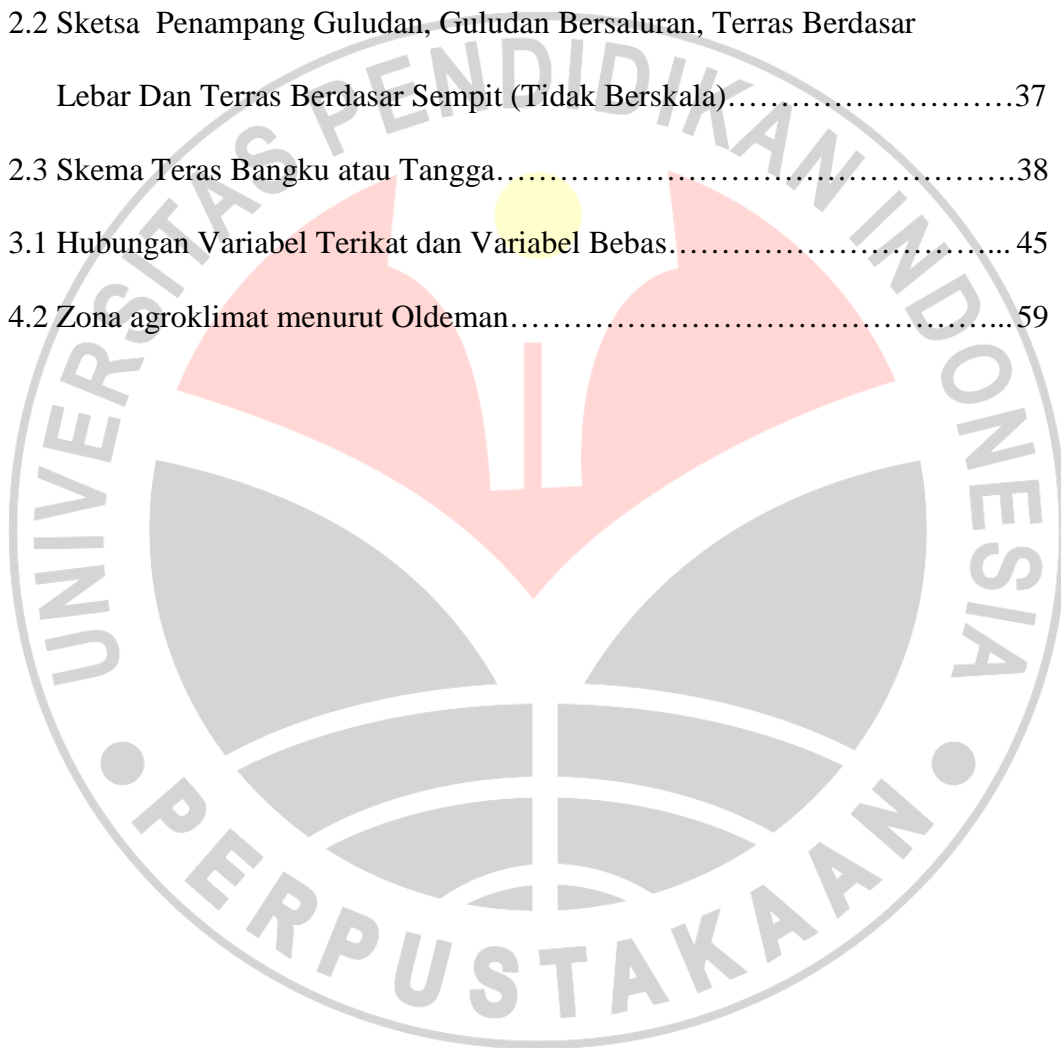 2.2 Sketsa  Penampang Guludan, Guludan Bersaluran, Terras Berdasar
Lebar Dan Terras Berdasar Sempit (Tidak Berskala)………………………37
2.3 Skema Teras Bangku atau Tangga………………………………………….38
3.1 Hubungan Variabel Terikat dan Variabel Bebas…………………………... 45
4.2 Zona agroklimat menurut Oldeman………………………………………...59
UNIVERSITAS PENDIDIKAN INDONESIA
PERPUSTAKAAN